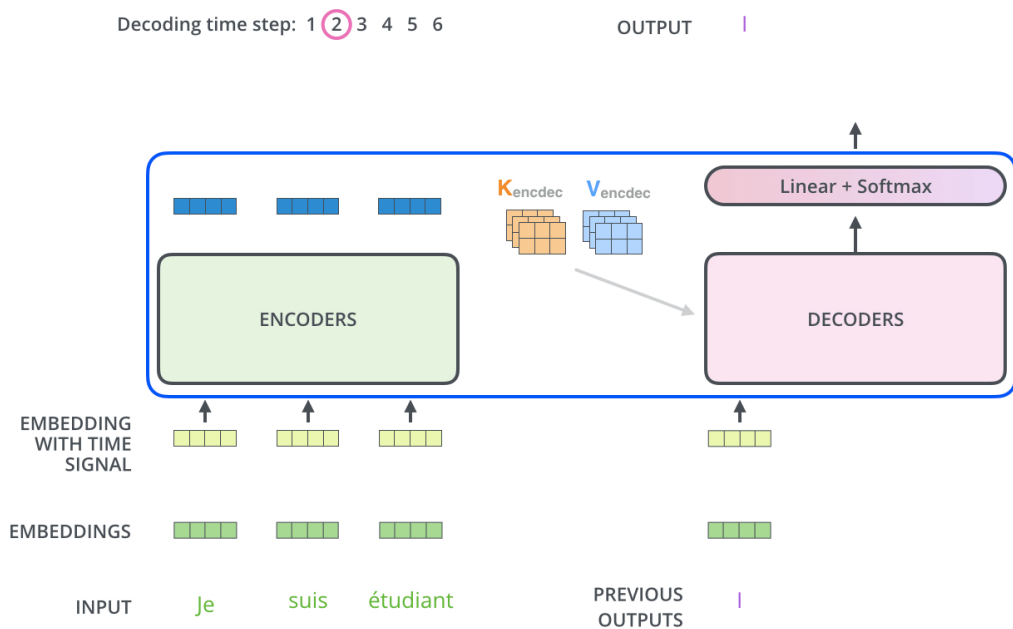 Decoding time step: 1 2 3 4 5 6
OUTPUT I
Kencdec Vencdec
Linear + Softmax
ENCODERS
DECODERS
EMBEDDING
WITH TIME
SIGNAL
EMBEDDINGS
INPUT Je suis étudiant
PREVIOUS
OUTPUTS
I